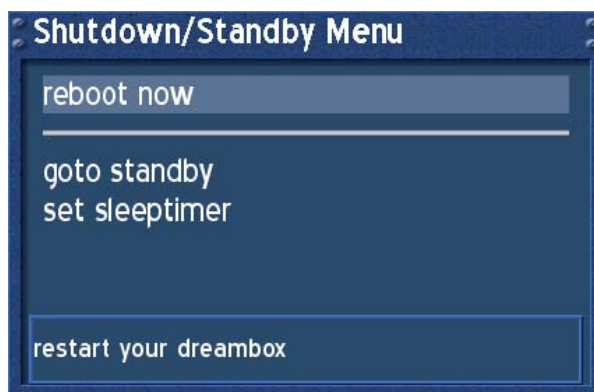 Shutdown/Standby Menu
reboot now
goto standby
set sleeptimer
restart your dreambox